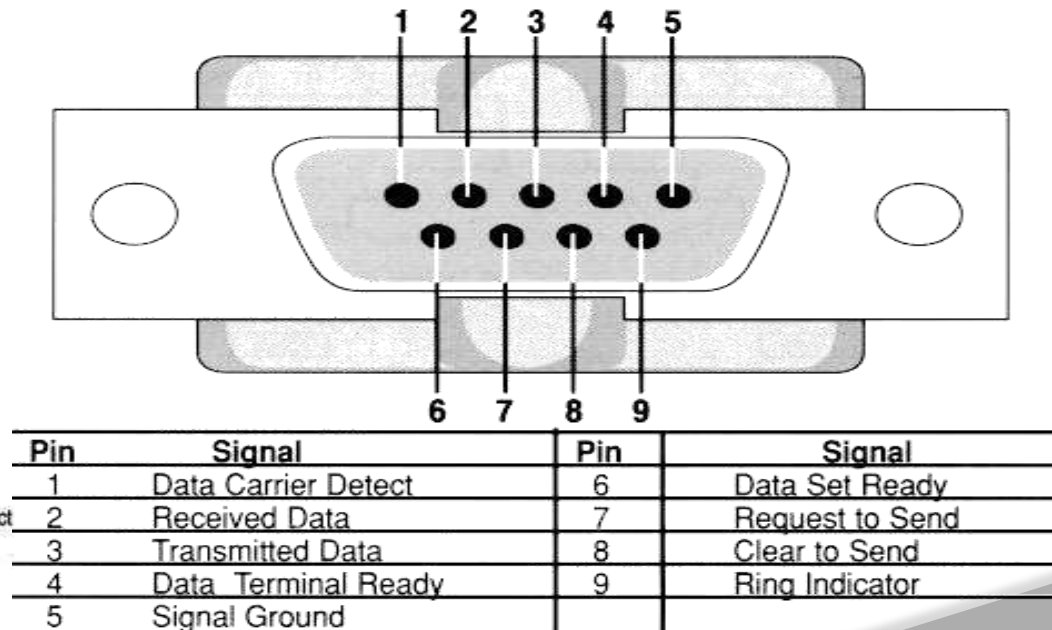 1 2 3 4 5
6 7 8 9
Pin Signal Pin Signal
1 Data Carrier Detect 6 Data Set Ready
2 Received Data 7 Request to Send
3 Transmitted Data 8 Clear to Send
4 Data Terminal Ready 9 Ring Indicator
5 Signal Ground